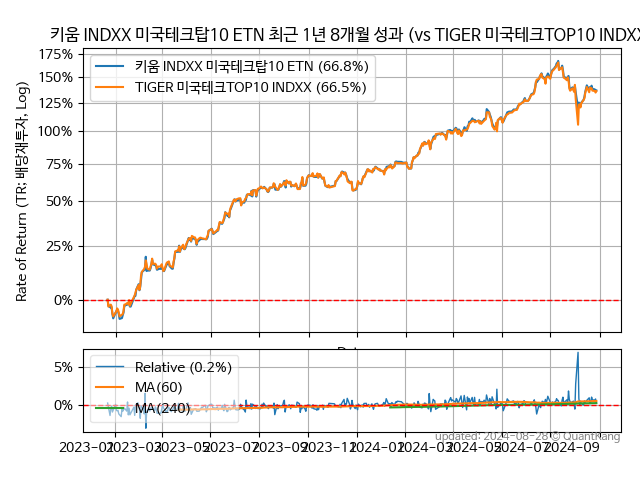 키움 INDXX 미국테크탑10 ETN 최근 1년 8개월 성과 (vs TIGER 미국테크TOP10 INDXX
Rate of Return (TR; 배당재투자, Log)
175%
150%
125%
100%
75%
50%
25%
0%
키움 INDXX 미국테크탑10 ETN (66.8%)
TIGER 미국테크TOP10 INDXX (66.5%)
5%
0%
Relative (0.2%)
MA(60)
MA(240)
2023-01 2023-03 2023-05 2023-07 2023-09 2023-11 2024-01 2024-03 2024-05 2024-07 2024-09
updated: 2024-08-28 © QuantKang